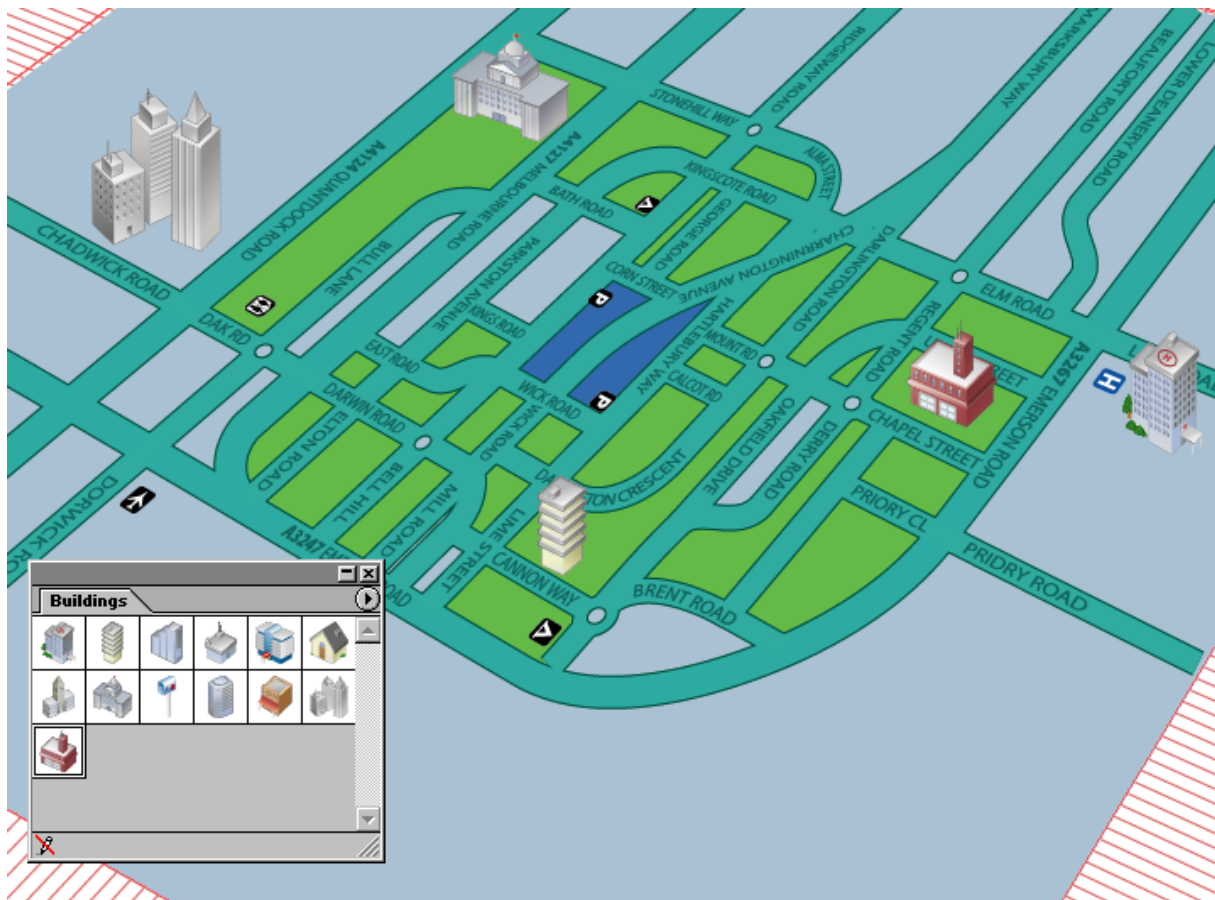 STONEHILL WAY
RIDGEWAY ROAD
MARKSBURY WAY
BEAUFORT ROAD
LOWER DEANERY ROAD
ALMA STREET
A4124 QUANTOCK ROAD
A4127 MELBOURNE ROAD
KINGSCOTE ROAD
BATH ROAD
GEORGE ROAD
CHADWICK ROAD
BULL LANE
PARKSTON AVENUE
CORN STREET
CHARRNINGTON AVENUE
DARLINGTON ROAD
ELM ROAD
DAK RD
KINGS ROAD
P
HARTLEBURY WAY
MOUNT RD
REGENT ROAD
STREET
A3267 EMERSON ROAD
H
H
EAST ROAD
WICK ROAD
P
CALCOT RD
DARWIN ROAD
WICK ROAD
OAKFIELD DRIVE
DERRY ROAD
CHAPEL STREET
ELTON ROAD
BELL HILL
MILL ROAD
TON CRESCENT
LIME STREET
PRIORY CL
DORWICK
A3247
CANNON WAY
BRENT ROAD
PRIDRY ROAD
Buildings